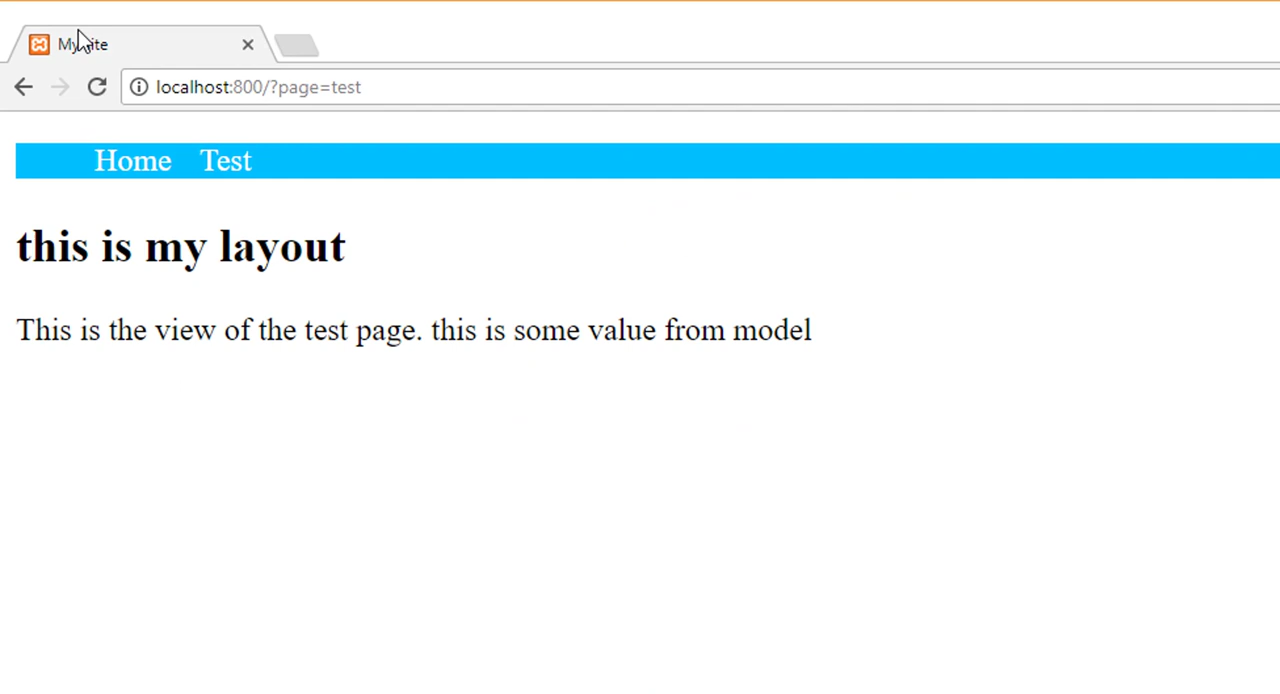 My
localhost:800/?page=test
Home Test
this is my layout
This is the view of the test page. this is some value from model